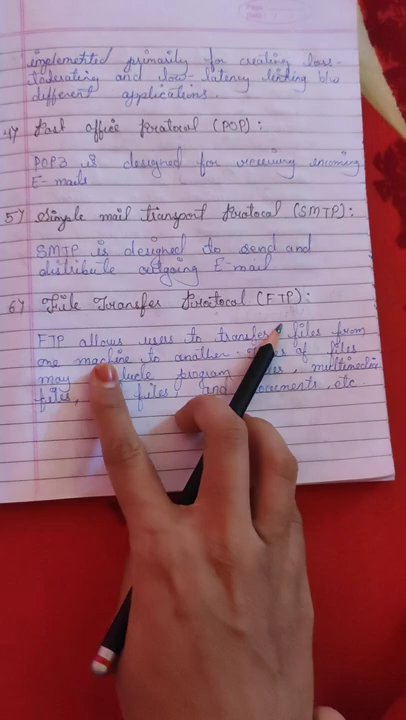 implemented primarily for creating loss-
tolerating and low-latency linking b/w
different applications.
4) Post office Protocol (POP):
POP3 is designed for receiving incoming
E-mails
5) Simple mail transport Protocol (SMTP):
SMTP is designed to send and
distribute outgoing E-mail
6) File Transfer Protocol (FTP):
FTP allows users to transfer files from
one machine to another. of files
may program multimedia
files, files, and documents, etc.